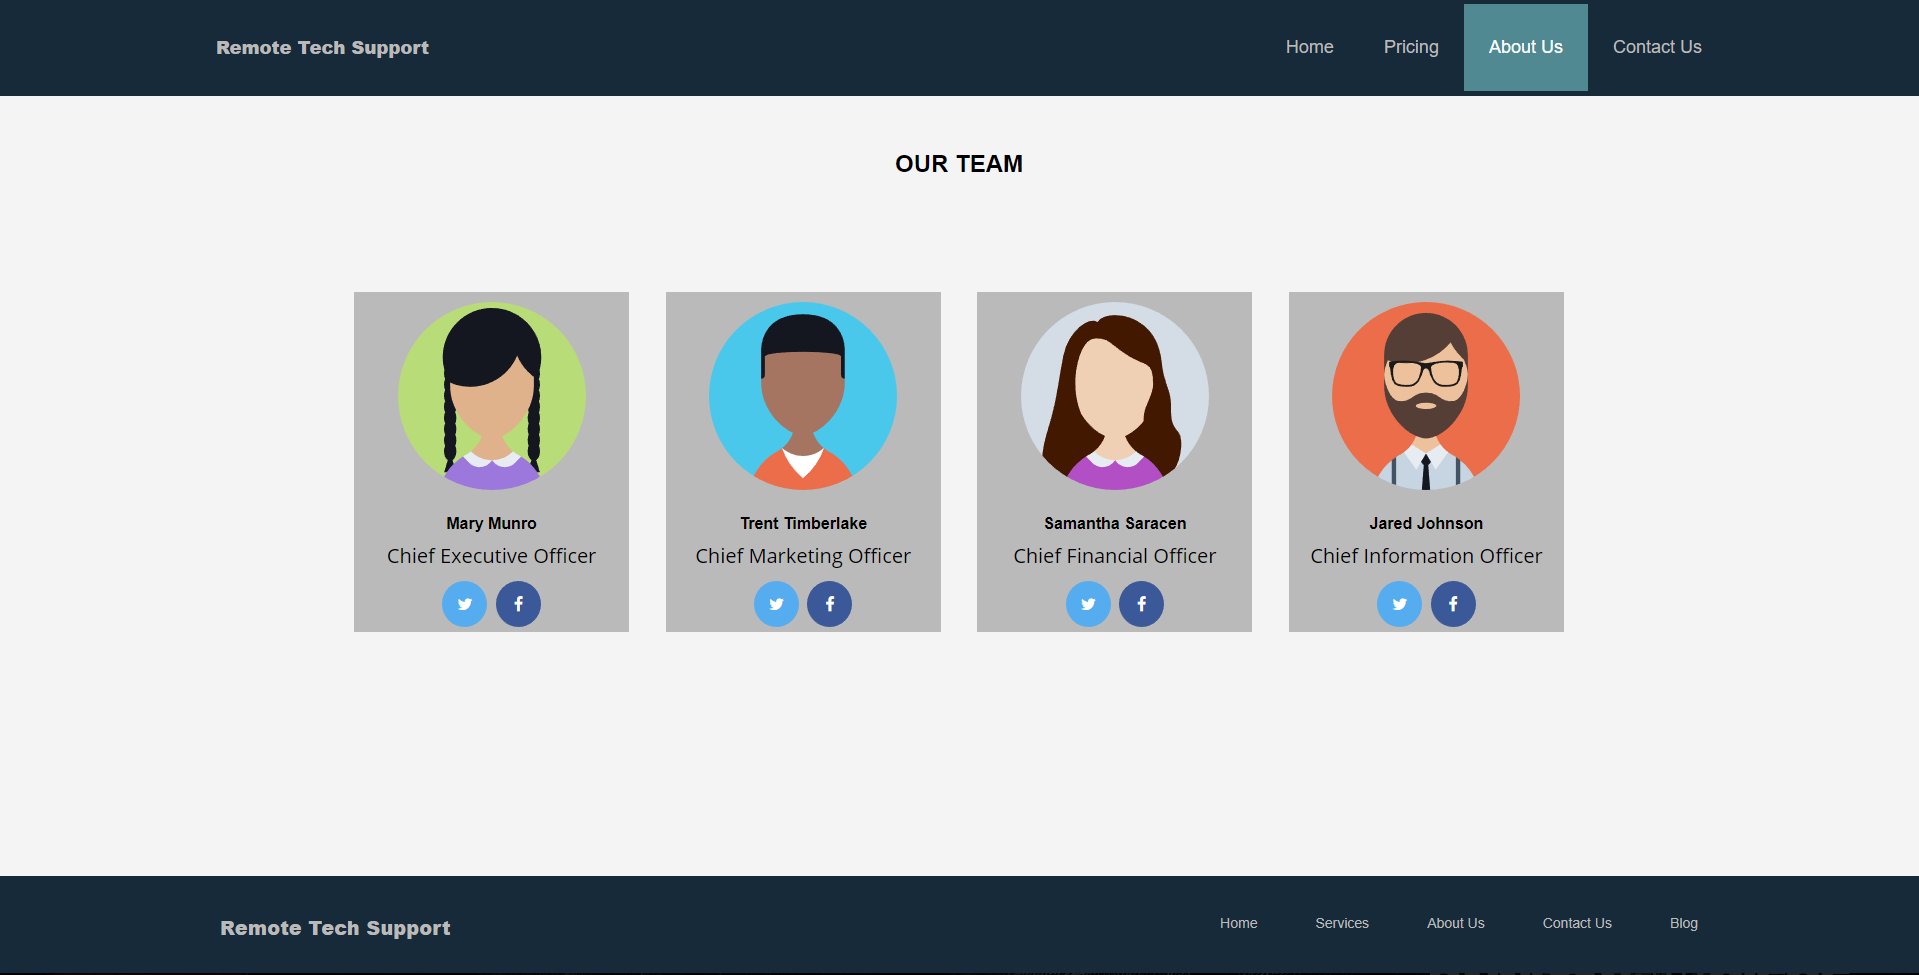 Remote Tech Support
Home Pricing About Us Contact Us
OUR TEAM
Mary Munro
Chief Executive Officer
Trent Timberlake
Chief Marketing Officer
Samantha Saracen
Chief Financial Officer
Jared Johnson
Chief Information Officer
Remote Tech Support
Home Services About Us Contact Us Blog